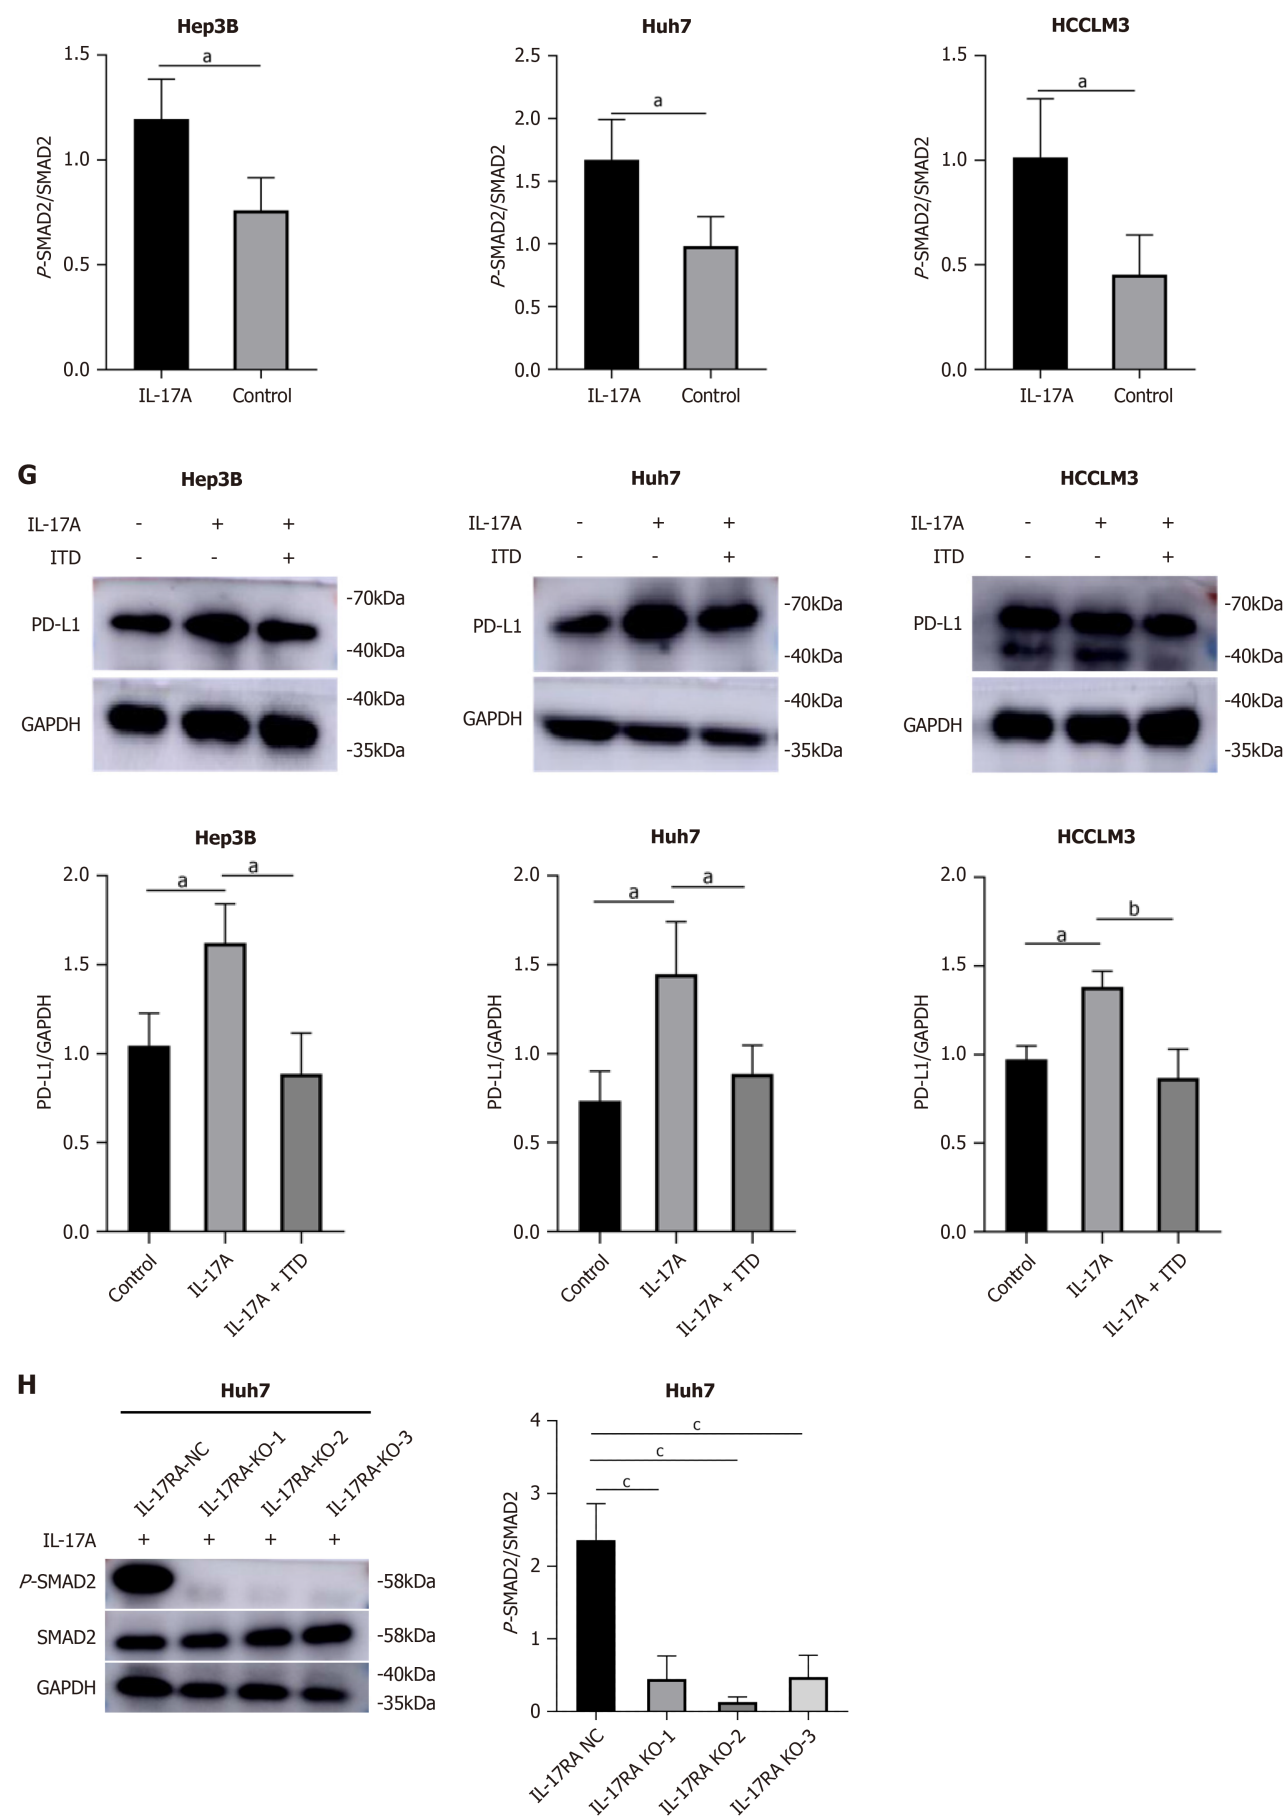 Hep3B
Huh7
HCCLM3
1.5
1.0
0.5
0.0
P-SMAD2/SMAD2
a
IL-17A Control
2.5
2.0
1.5
1.0
0.5
0.0
P-SMAD2/SMAD2
a
IL-17A Control
1.5
1.0
0.5
0.0
P-SMAD2/SMAD2
a
IL-17A Control
G
Hep3B
IL-17A - + +
ITD - - +
PD-L1
-70kDa
-40kDa
GAPDH
-40kDa
-35kDa
Huh7
IL-17A - + +
ITD - - +
PD-L1
-70kDa
-40kDa
GAPDH
-40kDa
-35kDa
HCCLM3
IL-17A - + +
ITD - - +
PD-L1
-70kDa
-40kDa
GAPDH
-40kDa
-35kDa
Hep3B
2.0
1.5
1.0
0.5
0.0
PD-L1/GAPDH
a
a
Control
IL-17A
IL-17A + ITD
Huh7
2.0
1.5
1.0
0.5
0.0
PD-L1/GAPDH
a
a
Control
IL-17A
IL-17A + ITD
HCCLM3
2.0
1.5
1.0
0.5
0.0
PD-L1/GAPDH
a
b
Control
IL-17A
IL-17A + ITD
H
Huh7
IL-17RA-NC
IL-17RA-KO-1
IL-17RA-KO-2
IL-17RA-KO-3
IL-17A + + + +
P-SMAD2 -58kDa
SMAD2 -58kDa
GAPDH
-40kDa
-35kDa
Huh7
4
3
2
1
0
P-SMAD2/SMAD2
c
c
c
IL-17RA NC
IL-17RA KO-1
IL-17RA KO-2
IL-17RA KO-3